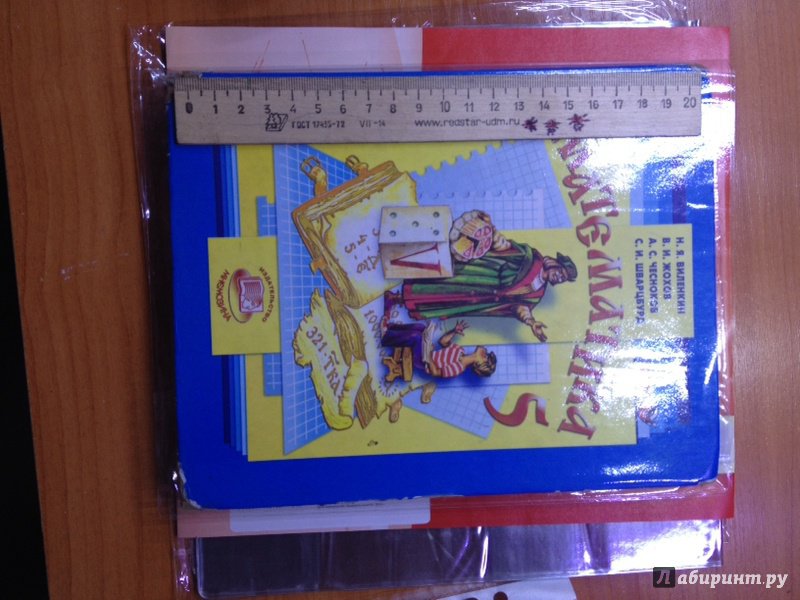 0 1 2 3 4 5 6 7 8 9 10 11 12 13 14 15 16 17 18 19 20
ГОСТ 17435-72
www.redstar-udm.ru
Н. Я. ВИЛЕНКИН
В. И. ЖОХОВ
А. С. ЧЕСНОКОВ
С. И. ШВАРЦБУРД
МАТЕМАТИКА
5
ИЗДАТЕЛЬСТВО
МНЕМОЗИНА
Лабиринт.ру